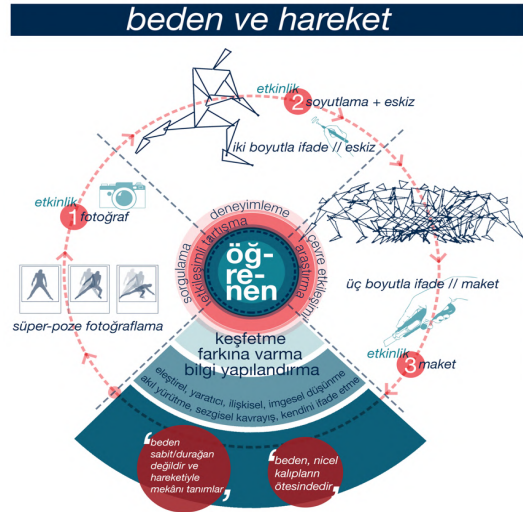 beden ve hareket
etkinlik
2 soyutlama + eskiz
iki boyutla ifade // eskiz
etkinlik
1 fotoğraf
süper-poze fotoğraflama
üç boyutla ifade // maket
etkinlik
3 maket
sorgulama
deneyimleme
çevre etkileşimi
etkileşimli tartışma
araştırma
öğ-
re-
nen
keşfetme
farkına varma
bilgi yapılandırma
eleştirel, yaratıcı, ilişkisel, imgesel düşünme
akıl yürütme, sezgisel kavrayış, kendini ifade etme
‘beden
sabit/durağan
değildir ve
hareketiyle
mekânı tanımlar’
‘beden, nicel
kalıpların
ötesindedir’